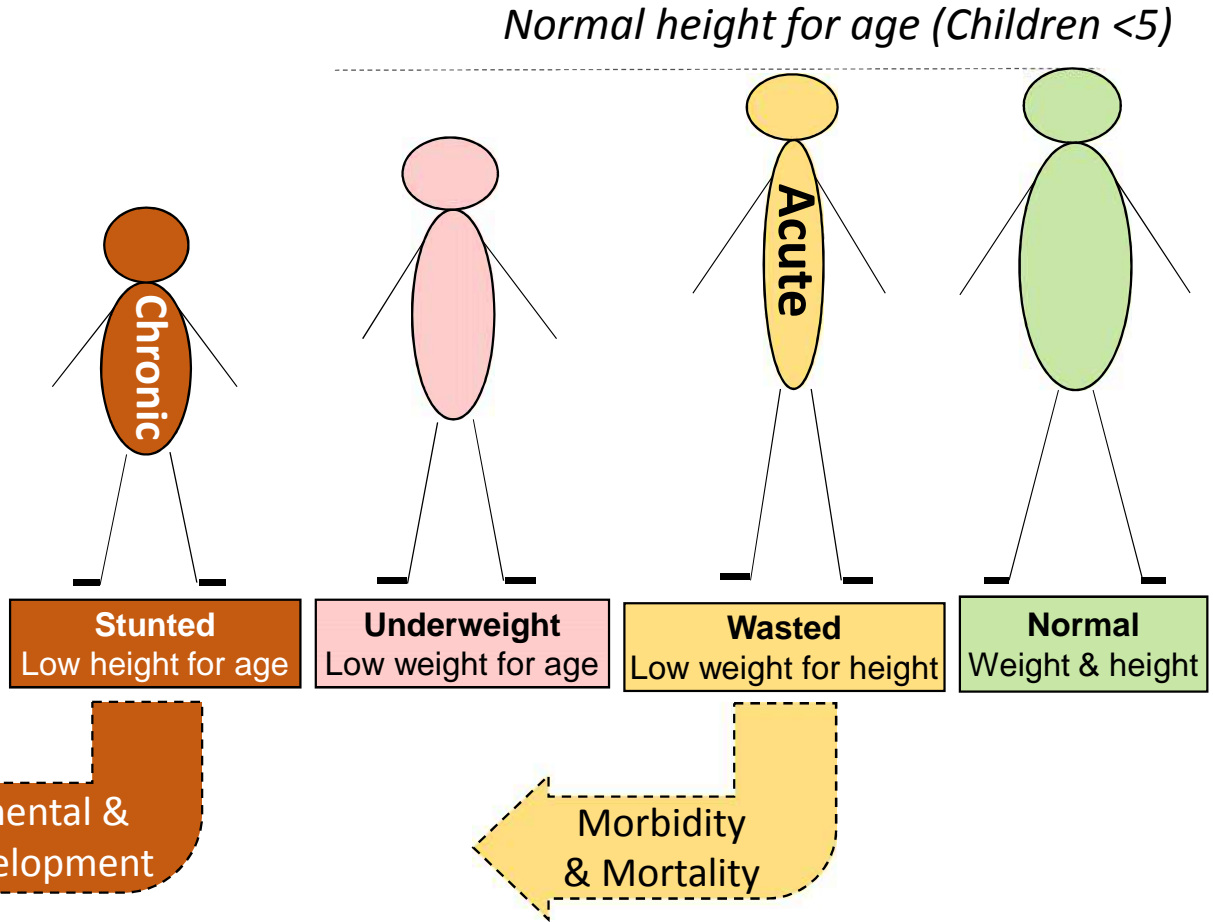 Normal height for age (Children <5)
Chronic
Acute
Stunted
Low height for age
Underweight
Low weight for age
Wasted
Low weight for height
Normal
Weight & height
&
Morbidity
& Mortality